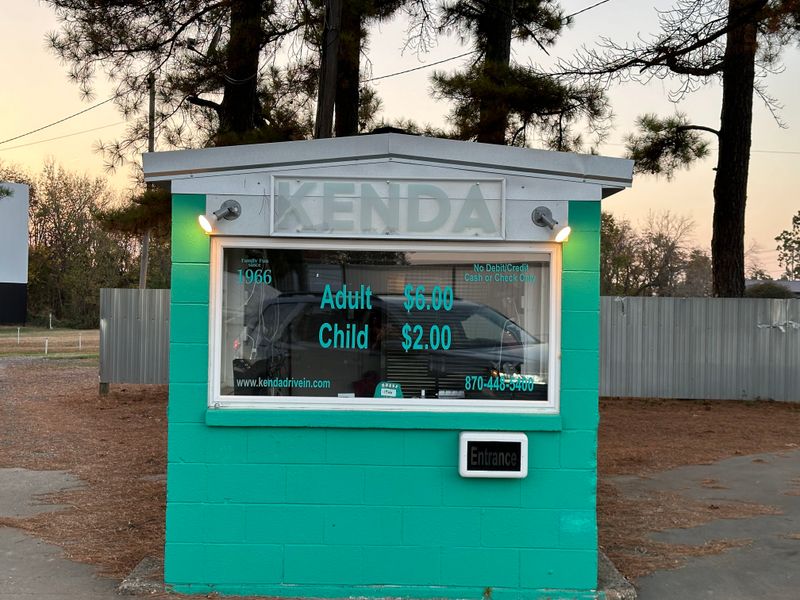 KENDA
Family Fun
since
1966
No Debit/Credit
Cash or Check Only
Adult $6.00
Child $2.00
www.kendadrivein.com
870-448-5400
Entrance